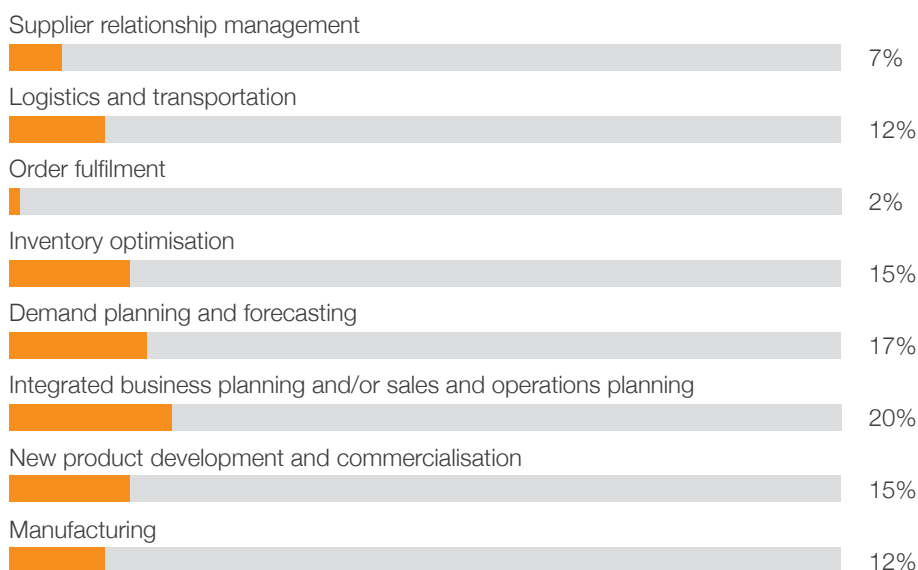 Supplier relationship management
7%
Logistics and transportation
12%
Order fulfilment
2%
Inventory optimisation
15%
Demand planning and forecasting
17%
Integrated business planning and/or sales and operations planning
20%
New product development and commercialisation
15%
Manufacturing
12%